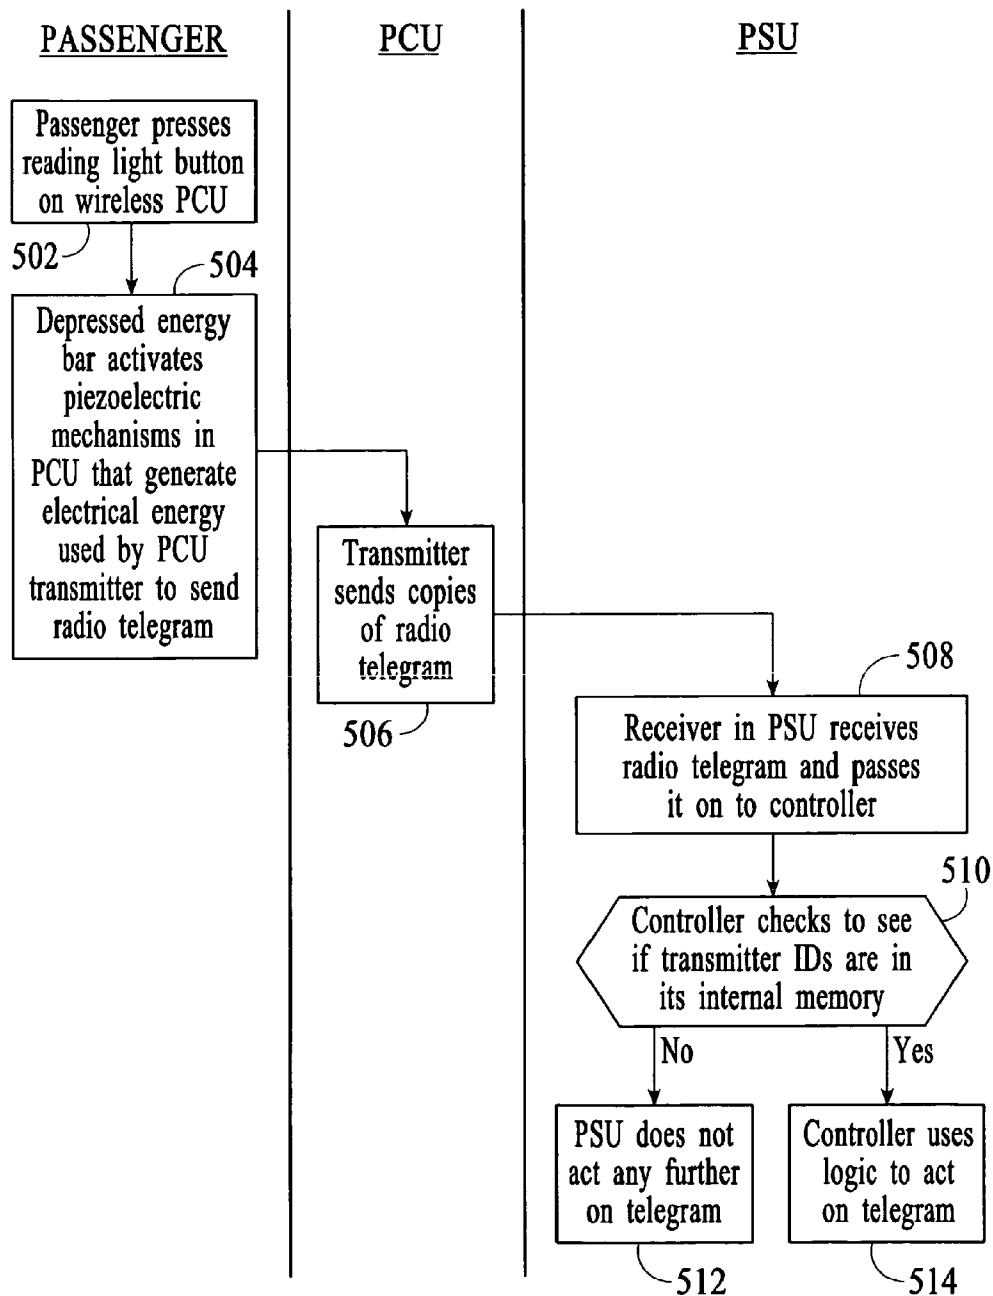 PASSENGER
PCU
PSU
Passenger presses
reading light button
on wireless PCU
502
504
Depressed energy
bar activates
piezoelectric
mechanisms in
PCU that generate
electrical energy
used by PCU
transmitter to send
radio telegram
Transmitter
sends copies
of radio
telegram
506
508
Receiver in PSU receives
radio telegram and passes
it on to controller
510
Controller checks to see
if transmitter IDs are in
its internal memory
No
Yes
PSU does not
act any further
on telegram
512
Controller uses
logic to act
on telegram
514